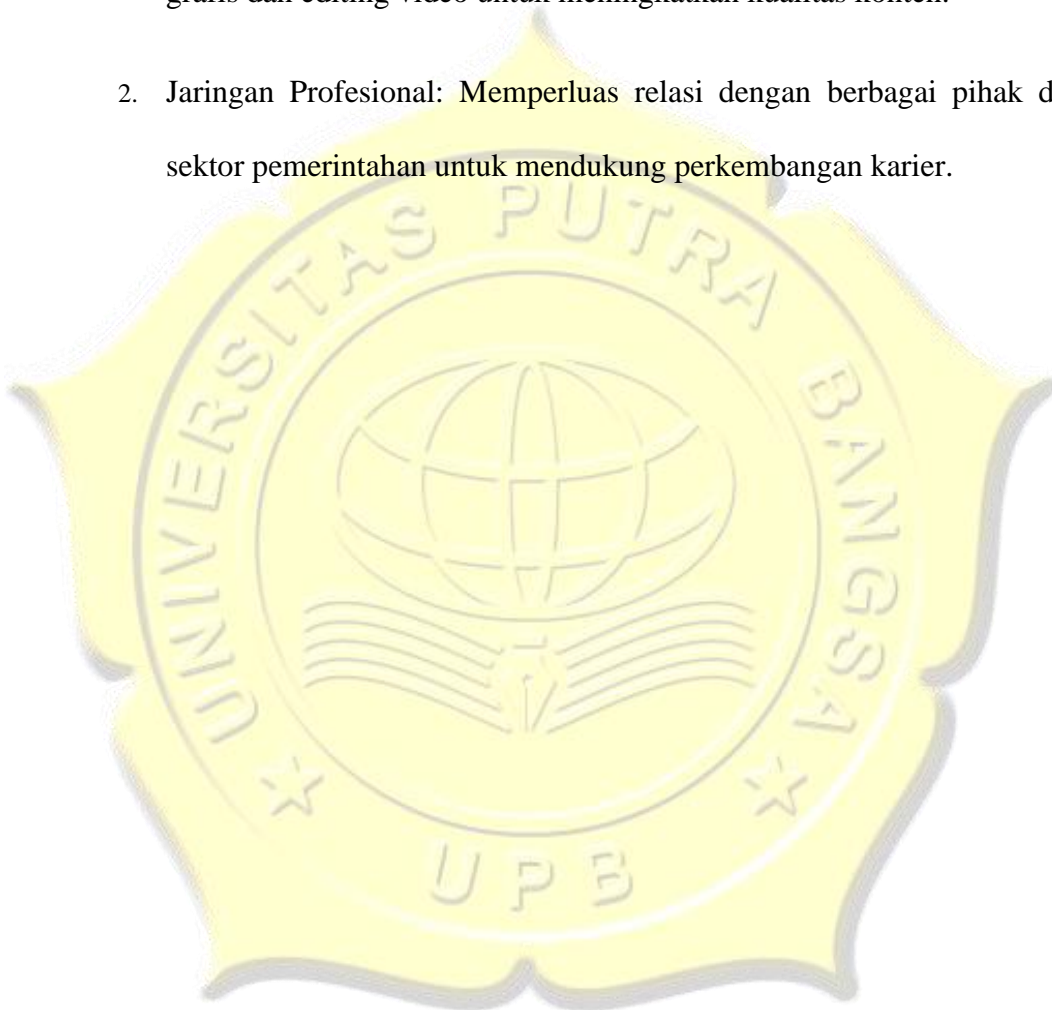 grafis dan editing video untuk meningkatkan kualitas konten.
2. Jaringan Profesional: Memperluas relasi dengan berbagai pihak d
sektor pemerintahan untuk mendukung perkembangan karier.
UNIVERSITAS PUTRA BANGSA
UPB